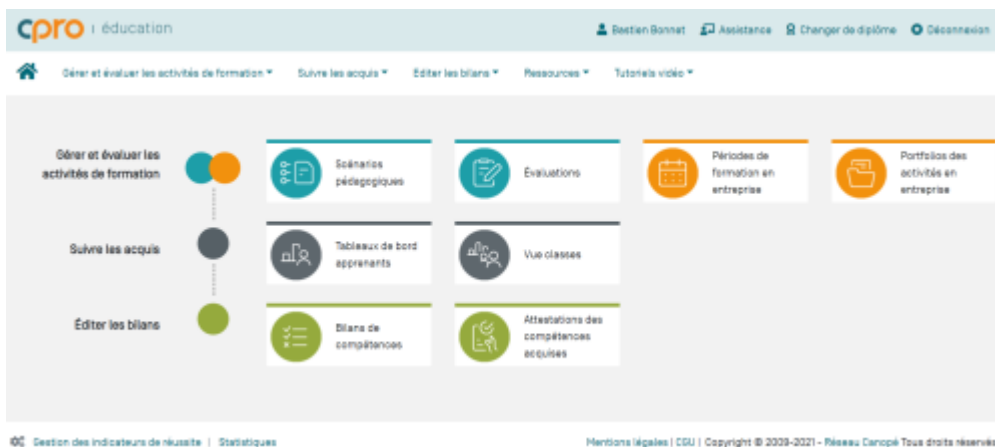 cpro | éducation
Bastien Bonnet Assistance Changer de diplôme Déconnexion
Gérer et évaluer les activités de formation Suivre les acquis Editer les bilans Ressources Tutoriels vidéo
Gérer et évaluer les
activités de formation
Scénarios
pédagogiques
Évaluations
Périodes de
formation en
entreprise
Portfolios des
activités en
entreprise
Suivre les acquis
Tableaux de bord
apprenants
Vue classes
Éditer les bilans
Bilans de
compétences
Attestations des
compétences
acquises
Gestion des indicateurs de réussite | Statistiques
Mentions légales | CGU | Copyright © 2009-2021 - Réseau Canopé Tous droits réservés